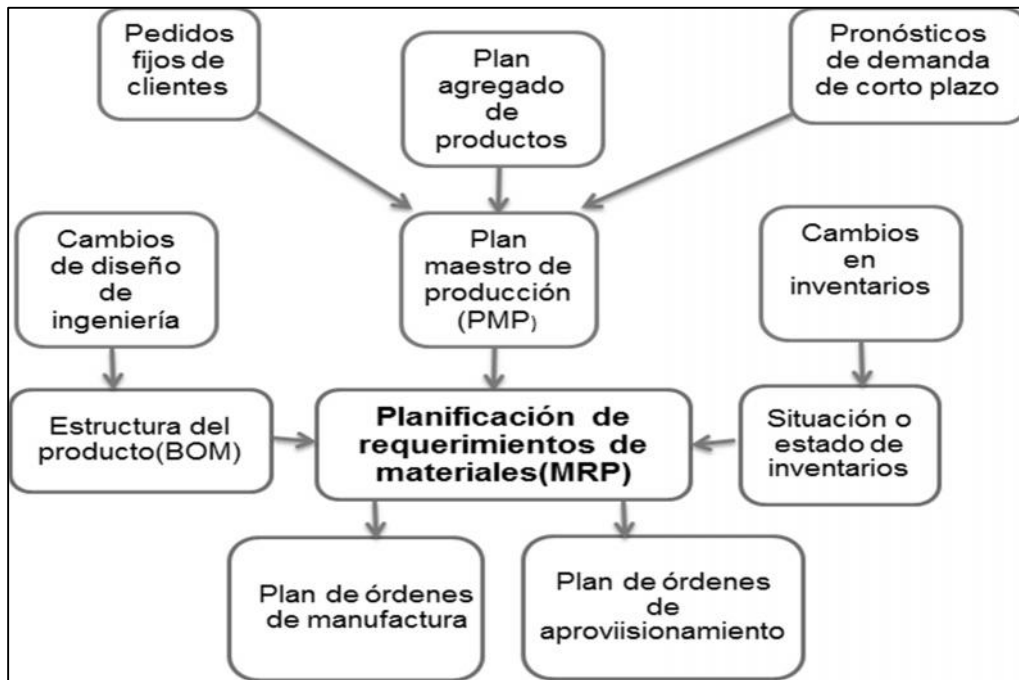 Pedidos
fijos de
clientes
Plan
agregado
de
productos
Pronósticos
de demanda
de corto plazo
Cambios
de diseño
de
ingeniería
Plan
maestro de
producción
(PMP)
Cambios
en
inventarios
Estructura del
producto(BOM)
Planificación de
requerimientos de
materiales(MRP)
Situación o
estado de
inventarios
Plan de órdenes
de manufactura
Plan de órdenes
de
aproviisionamiento